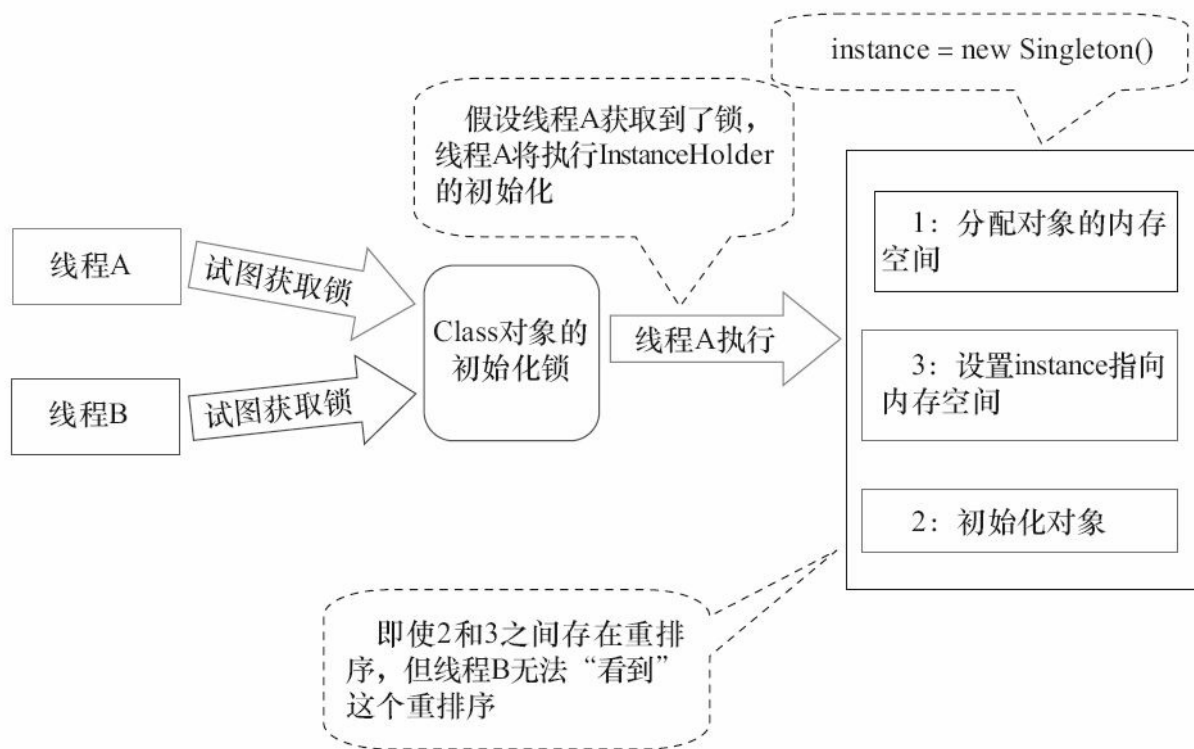 instance = new Singleton()
假设线程A获取到了锁，
线程A将执行InstanceHolder
的初始化
线程A
试图获取锁
线程B
试图获取锁
Class对象的
初始化锁
线程A执行
1：分配对象的内存
空间
3：设置instance指向
内存空间
2：初始化对象
即使2和3之间存在重排
序，但线程B无法“看到”
这个重排序